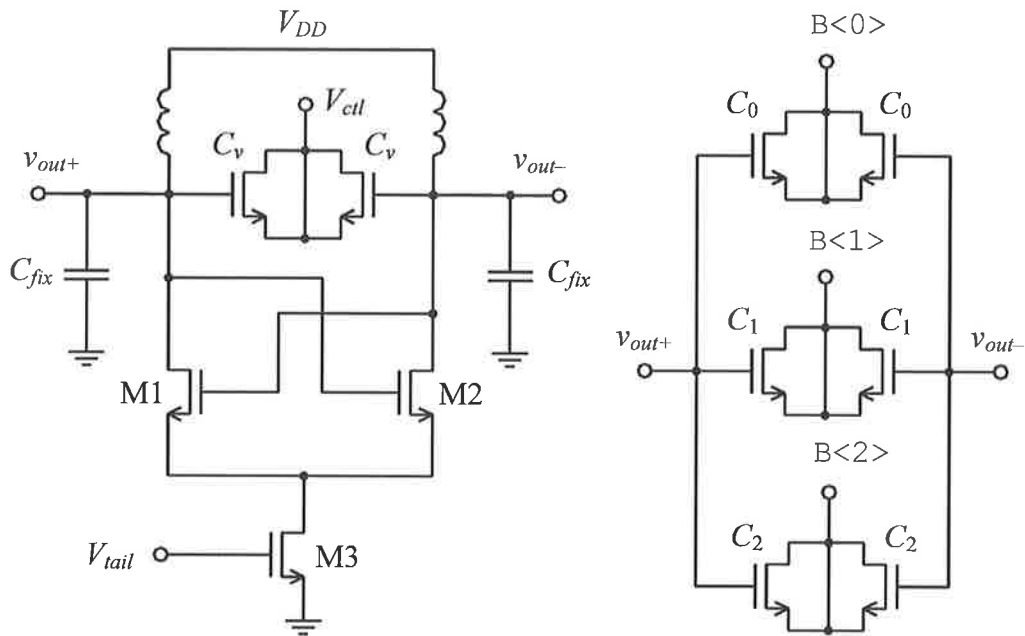 V_DD
V_ctl
C_v C_v
v_out+ v_out–
C_fix C_fix
M1 M2
V_tail M3
B<0>
C_0 C_0
B<1>
C_1 C_1
v_out+ v_out–
B<2>
C_2 C_2